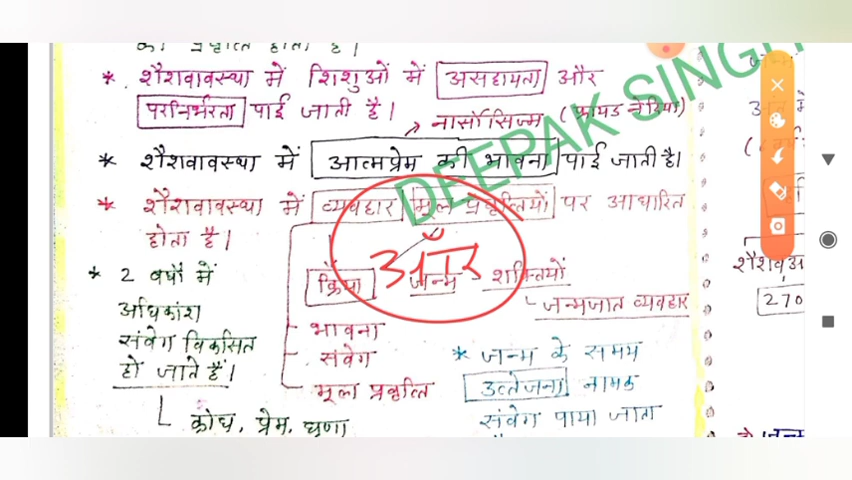 की प्रवृत्ति होती है।
* शैशवावस्था में शिशुओं में असहायता और
परनिर्भरता पाई जाती है।
→ नार्सीसिज्म (फ्रायड ने दिया)
* शैशवावस्था में आत्मप्रेम की भावना पाई जाती है।
* शैशवावस्था में व्यवहार मूल प्रवृत्तियों पर आधारित
होता है।
और
क्रिया जन्म - शक्तियों
जन्मजात व्यवहार
भावना
संवेग
मूल प्रवृत्ति
* 2 वर्षों में
अधिकांश
संवेग विकसित
हो जाते हैं।
क्रोध, प्रेम, घृणा
* जन्म के समय
उत्तेजना नामक
संवेग पाया जाता
DEEPAK SINGH
शैशवअ
270